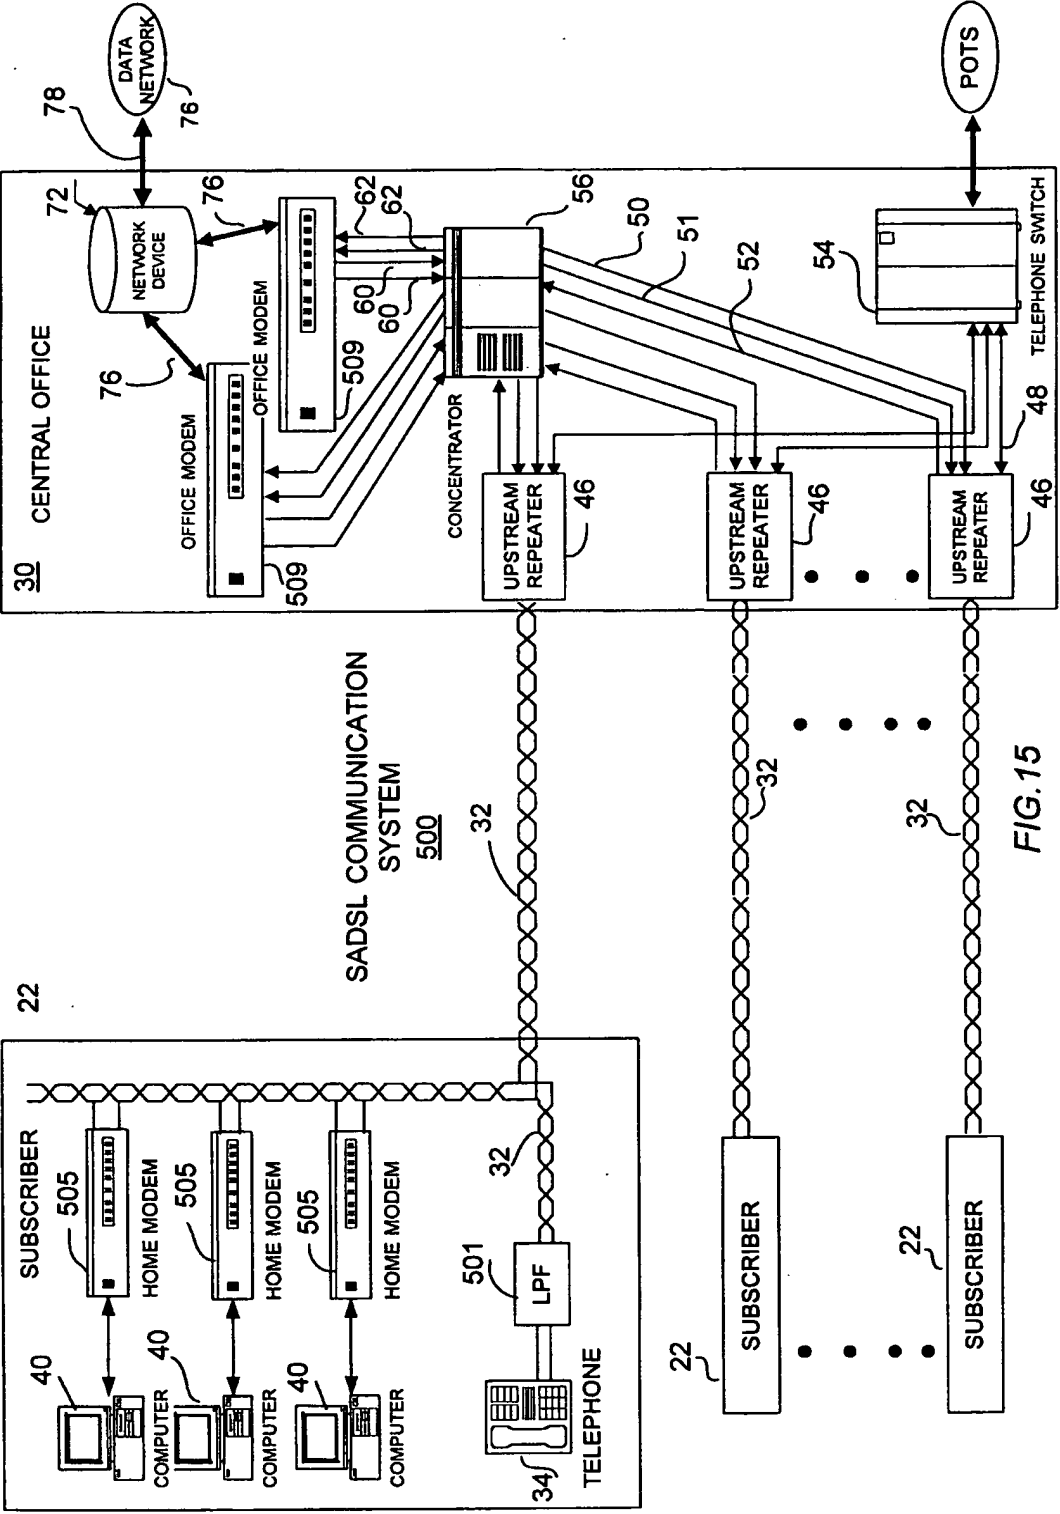 22
SUBSCRIBER
505
40
HOME MODEM
COMPUTER
505
40
HOME MODEM
COMPUTER
505
40
HOME MODEM
COMPUTER
32
501
LPF
34
TELEPHONE
SADSL COMMUNICATION
SYSTEM
500
32
32
32
22
SUBSCRIBER
22
SUBSCRIBER
30
CENTRAL OFFICE
72
NETWORK
DEVICE
78
DATA
NETWORK
76
76
76
OFFICE MODEM
509
OFFICE MODEM
509
62
62
60
60
CONCENTRATOR
56
50
51
52
UPSTREAM
REPEATER
46
UPSTREAM
REPEATER
46
UPSTREAM
REPEATER
46
48
54
TELEPHONE SWITCH
POTS
FIG.15